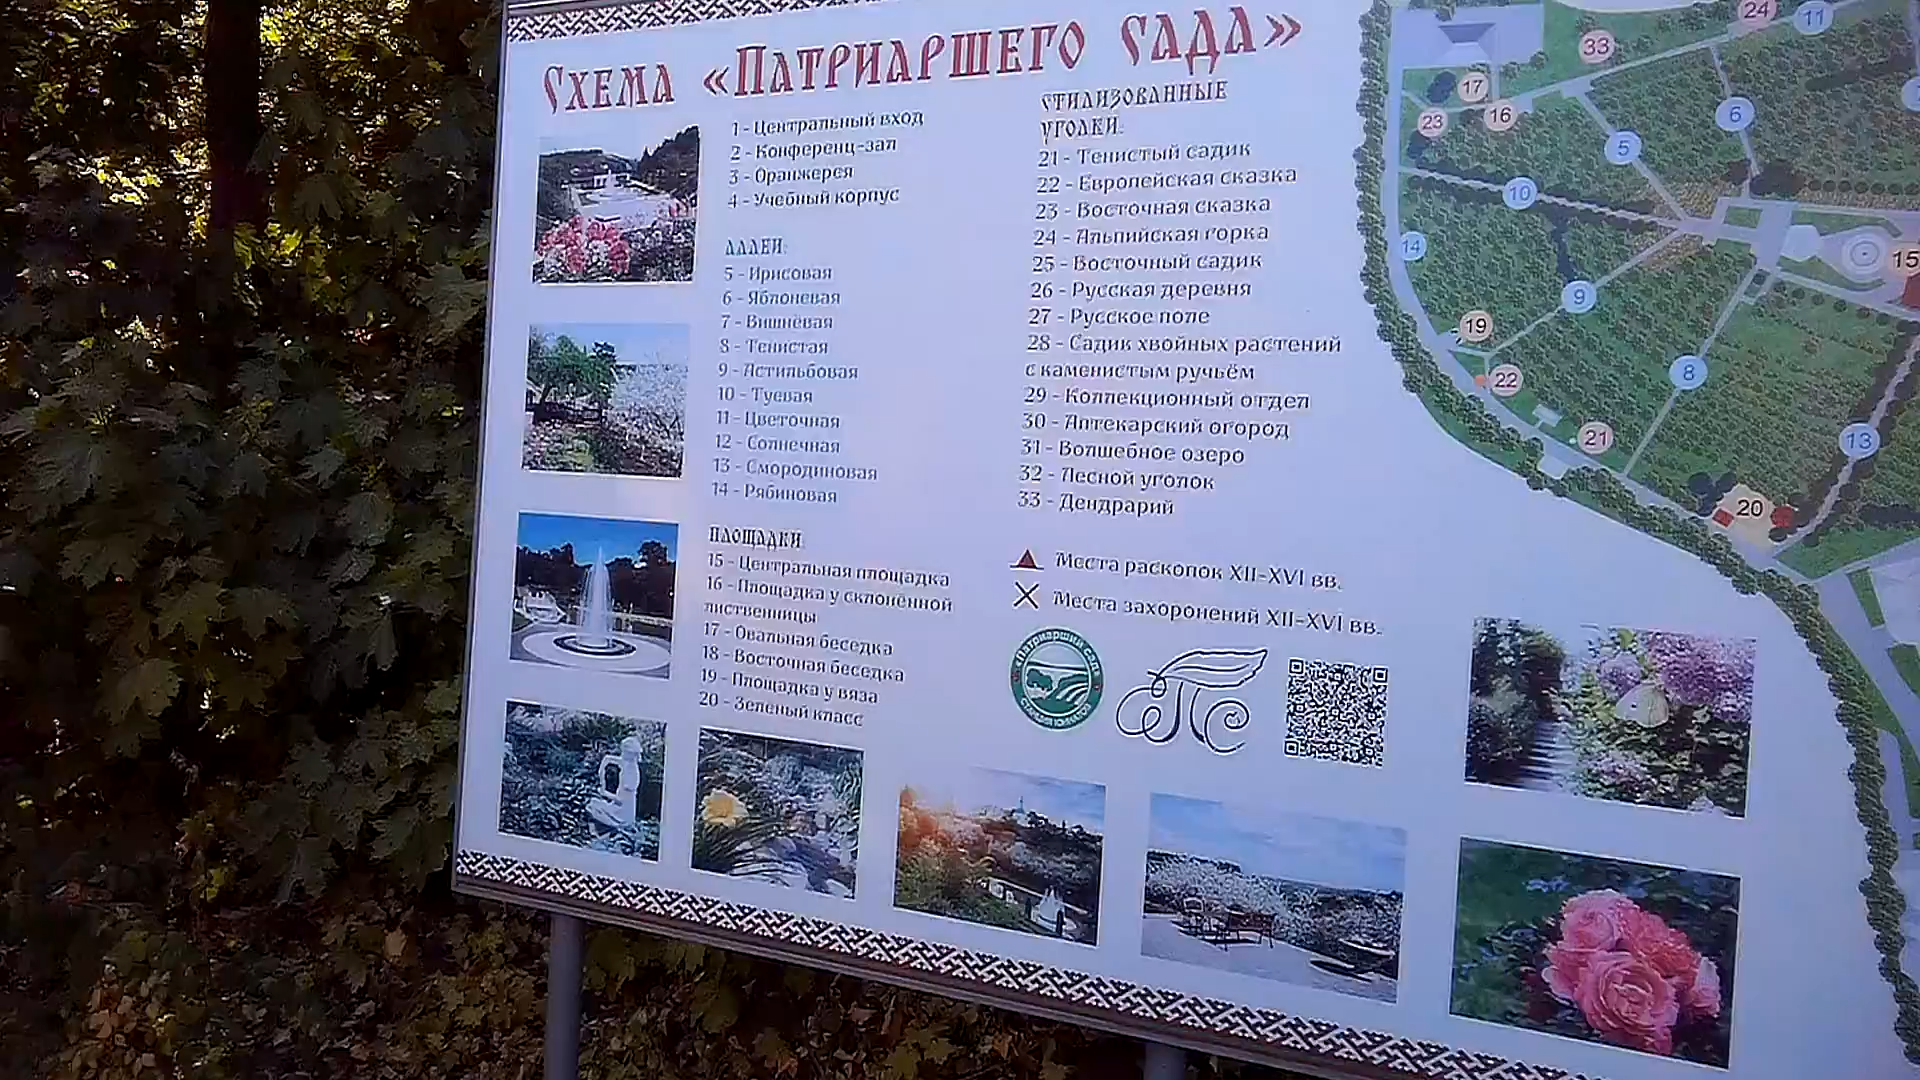 Схема «Патриаршего сада»
1 - Центральный вход
2 - Конференц-зал
3 - Оранжерея
4 - Учебный корпус
Аллеи:
5 - Ирисовая
6 - Яблоневая
7 - Вишнёвая
8 - Тенистая
9 - Астильбовая
10 - Туевая
11 - Цветочная
12 - Солнечная
13 - Смородиновая
14 - Рябиновая
Площадки:
15 - Центральная площадка
16 - Площадка у склонённой
лиственницы
17 - Овальная беседка
18 - Восточная беседка
19 - Площадка у вяза
20 - Зеленый класс
Стилизованные
уголки:
21 - Тенистый садик
22 - Европейская сказка
23 - Восточная сказка
24 - Альпийская горка
25 - Восточный садик
26 - Русская деревня
27 - Русское поле
28 - Садик хвойных растений
с каменистым ручьём
29 - Коллекционный отдел
30 - Аптекарский огород
31 - Волшебное озеро
32 - Лесной уголок
33 - Дендрарий
Места раскопок XII-XVI вв.
Места захоронений XII-XVI вв.
Патриарший сад
станция юннатов
24
11
33
17
16
23
6
5
10
14
15
9
19
22
8
21
13
20